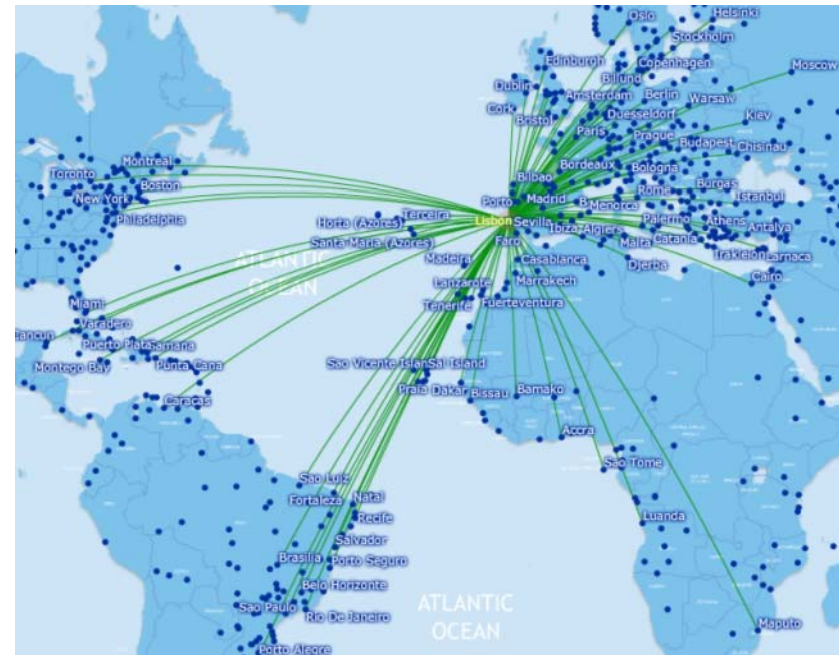 Oslo
Helsinki
Stockholm
Edinburgh
Copenhagen
Moscow
Dublin
Billund
Cork
Amsterdam
Berlin
Warsaw
Bristol
Duesseldorf
Kiev
Paris
Prague
Budapest
Chisinau
Bordeaux
Bologna
Montreal
Toronto
Boston
Bilbao
Rome
Burgas
New York
Porto
Madrid
B
Menorca
Istanbul
Philadelphia
Horta (Azores)
Terceira
Lisbon
Sevilla
Ibiza
Algiers
Palermo
Athens
Antalya
Santa Maria (Azores)
Faro
Malta
Catania
Irakleion
Larnaca
ATLANTIC
OCEAN
Madeira
Casablanca
Djerba
Cairo
Marrakech
Lanzarote
Miami
Tenerife
Fuerteventura
Varadero
Cancun
Puerto Plata
Samana
Montego Bay
Punta Cana
Sao Vicente Island
Sal Island
Caracas
Praia
Dakar
Bissau
Bamako
Accra
Sao Tome
Sao Luiz
Fortaleza
Natal
Recife
Luanda
Salvador
Brasilia
Porto Seguro
Belo Horizonte
Sao Paulo
Rio De Janeiro
ATLANTIC
OCEAN
Maputo
Porto Alegre